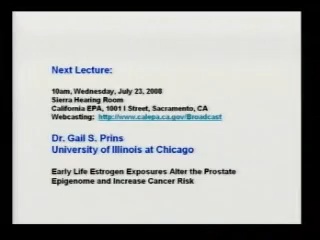 Next Lecture:
10am, Wednesday, July 23, 2008
Sierra Hearing Room
California EPA, 1001 I Street, Sacramento, CA
Webcasting: http://www.calepa.ca.gov/Broadcast
Dr. Gail S. Prins
University of Illinois at Chicago
Early Life Estrogen Exposures Alter the Prostate
Epigenome and Increase Cancer Risk